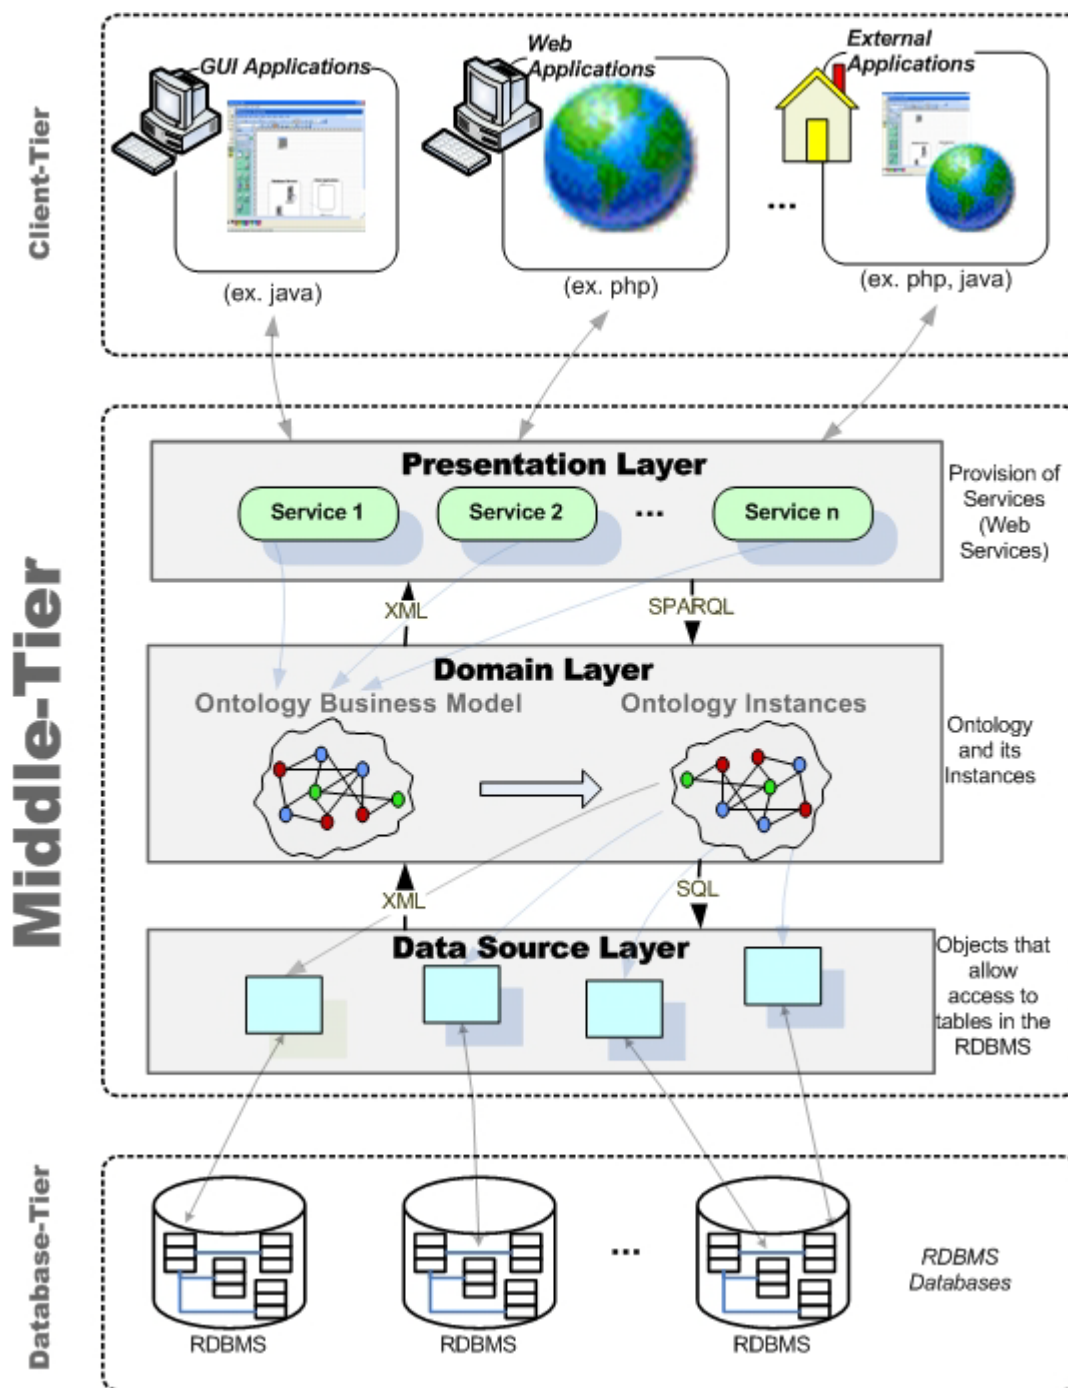 Client-Tier
GUI Applications
Web
Applications
External
Applications
...
(ex. java)
(ex. php)
(ex. php, java)
Middle-Tier
Presentation Layer
Service 1
Service 2
...
Service n
Provision of
Services
(Web
Services)
XML
SPARQL
Domain Layer
Ontology Business Model
Ontology Instances
Ontology
and its
Instances
XML
SQL
Data Source Layer
Objects that
allow
access to
tables in the
RDBMS
Database-Tier
...
RDBMS
Databases
RDBMS
RDBMS
RDBMS